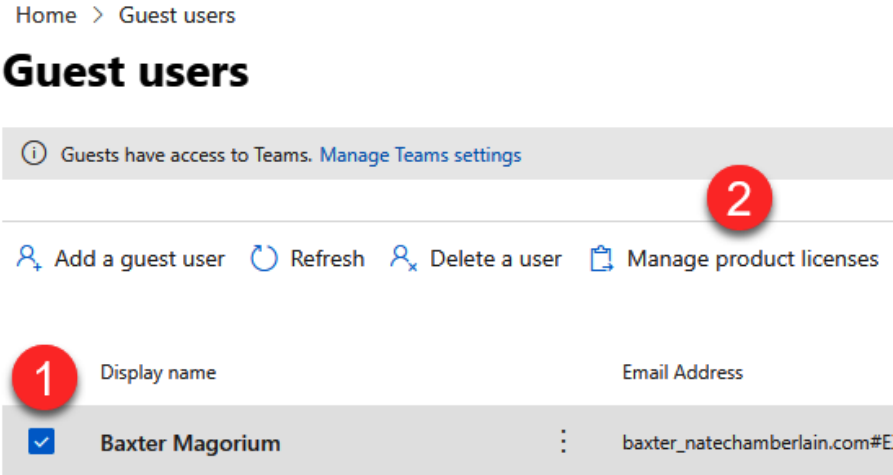 Home > Guest users
Guest users
Guests have access to Teams. Manage Teams settings
2
Add a guest user Refresh Delete a user Manage product licenses
1 Display name Email Address
Baxter Magorium baxter_natechamberlain.com#E